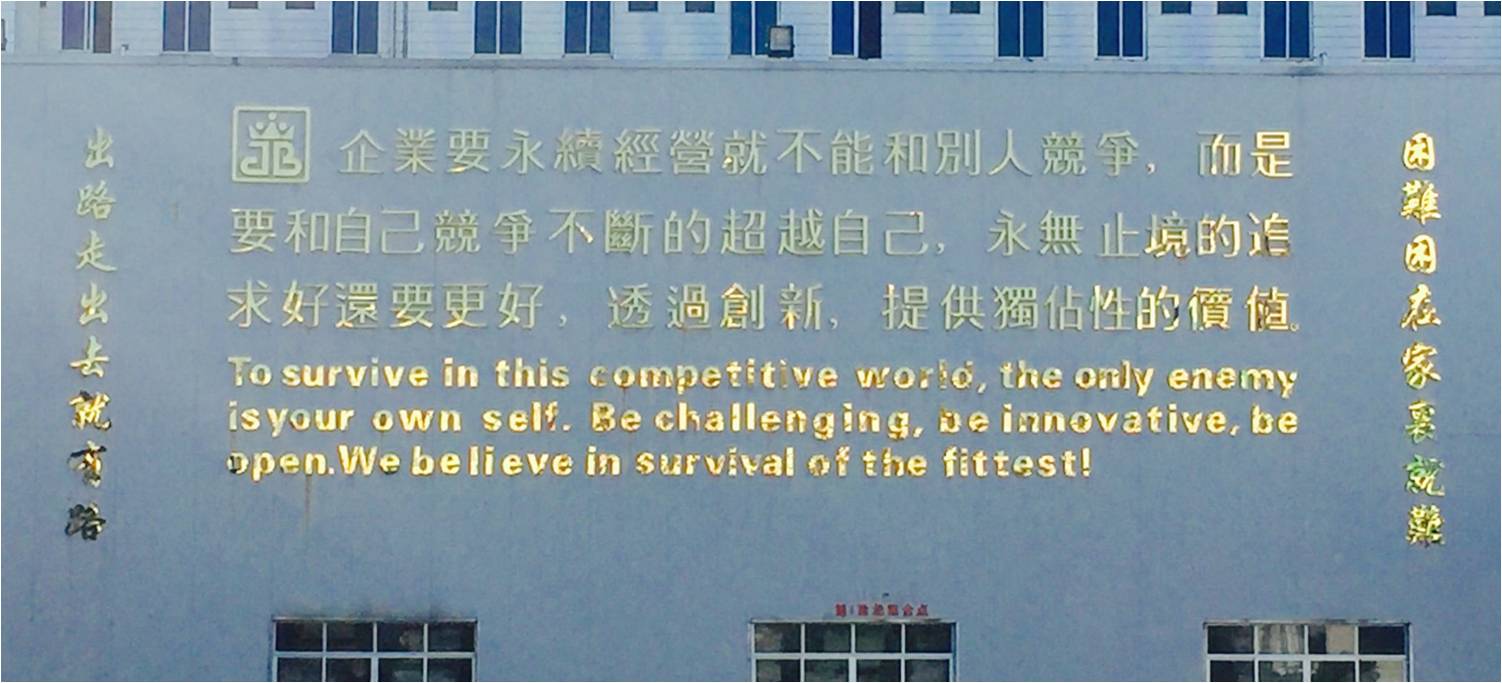 困難困在家裏就難
企業要永續經營就不能和別人競爭，而是
要和自己競爭不斷的超越自己，永無止境的追
求好還要更好，透過創新，提供獨佔性的價值。
To survive in this competitive world, the only enemy
is your own self. Be challenging, be innovative, be
open. We believe in survival of the fittest!
出路走出去就有路